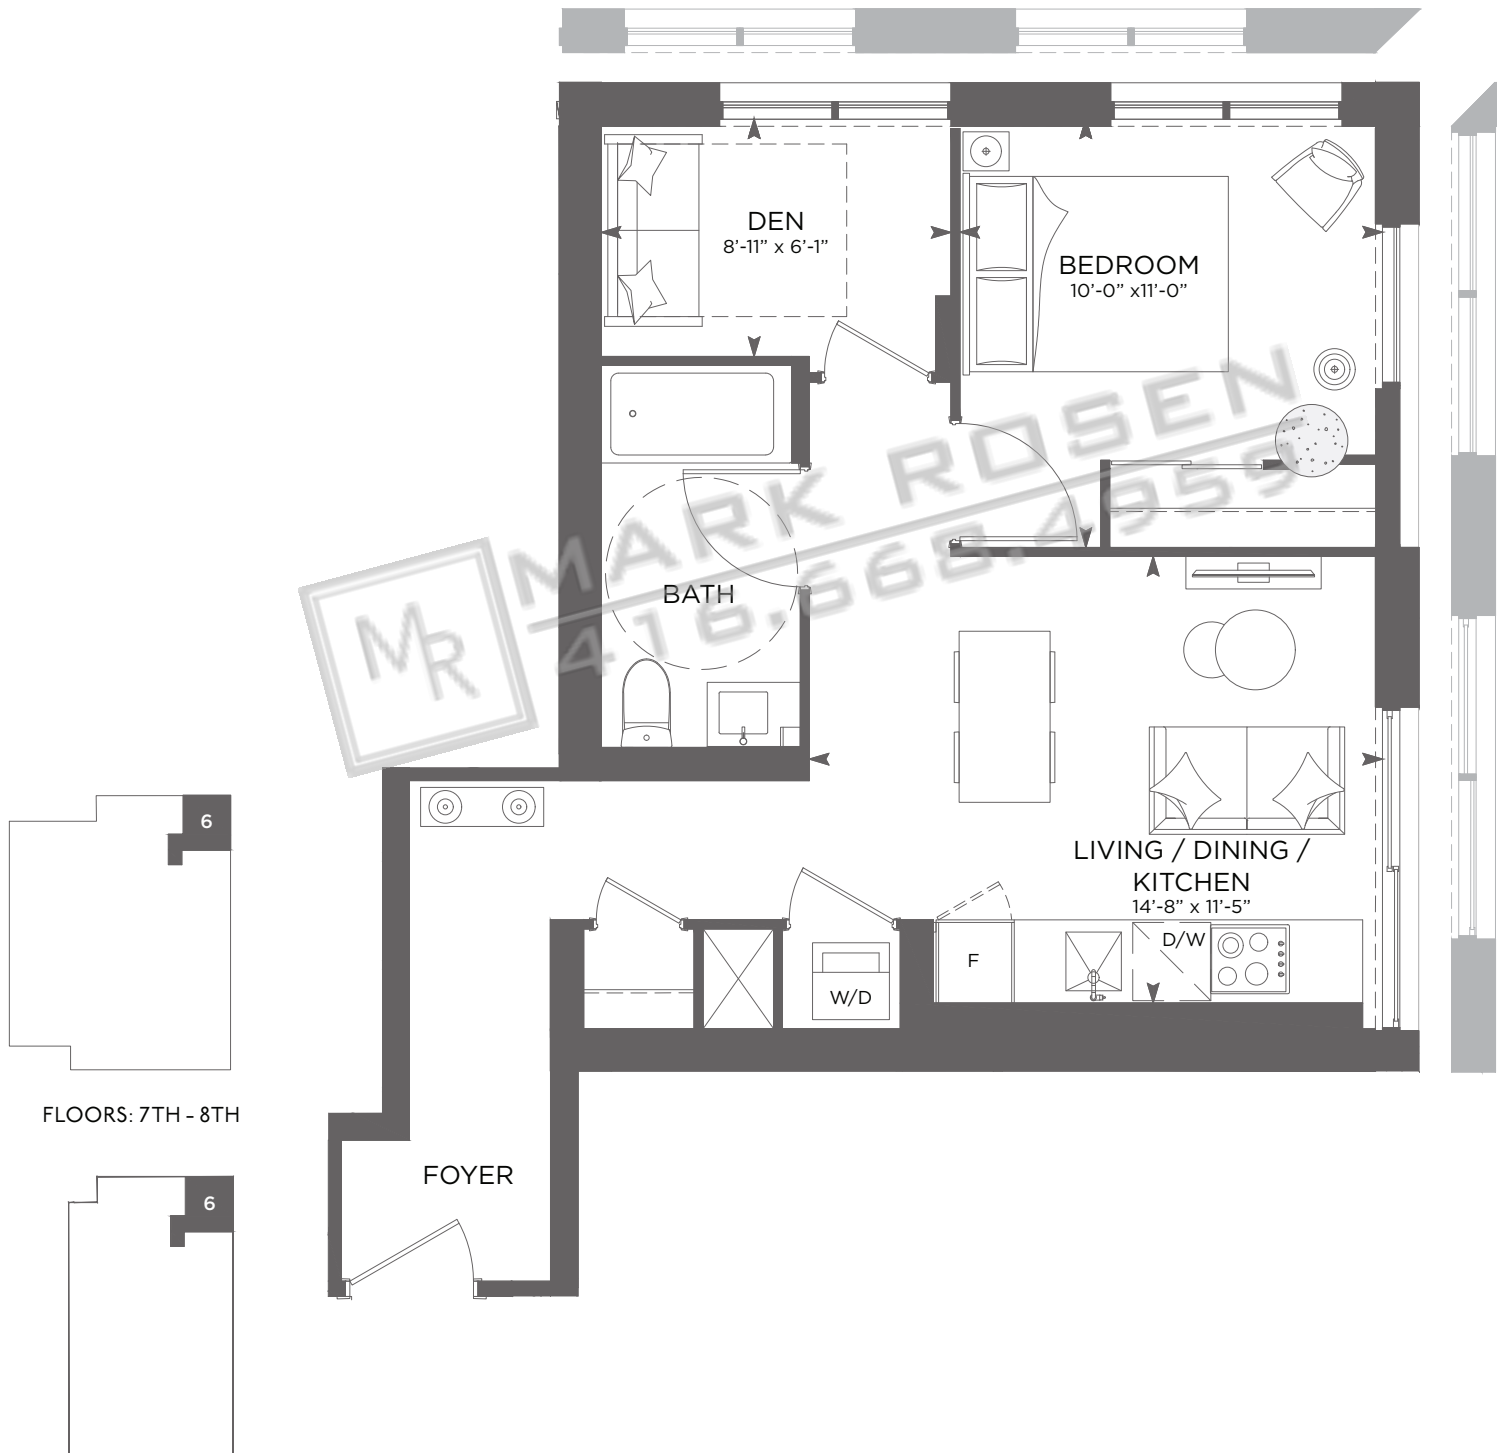 DEN
8'-11" x 6'-1"
BEDROOM
10'-0" x11'-0"
MARK ROSEN
416.668.4955
MR
BATH
6
LIVING / DINING /
KITCHEN
14'-8" x 11'-5"
D/W
F
W/D
FLOORS: 7TH - 8TH
FOYER
6